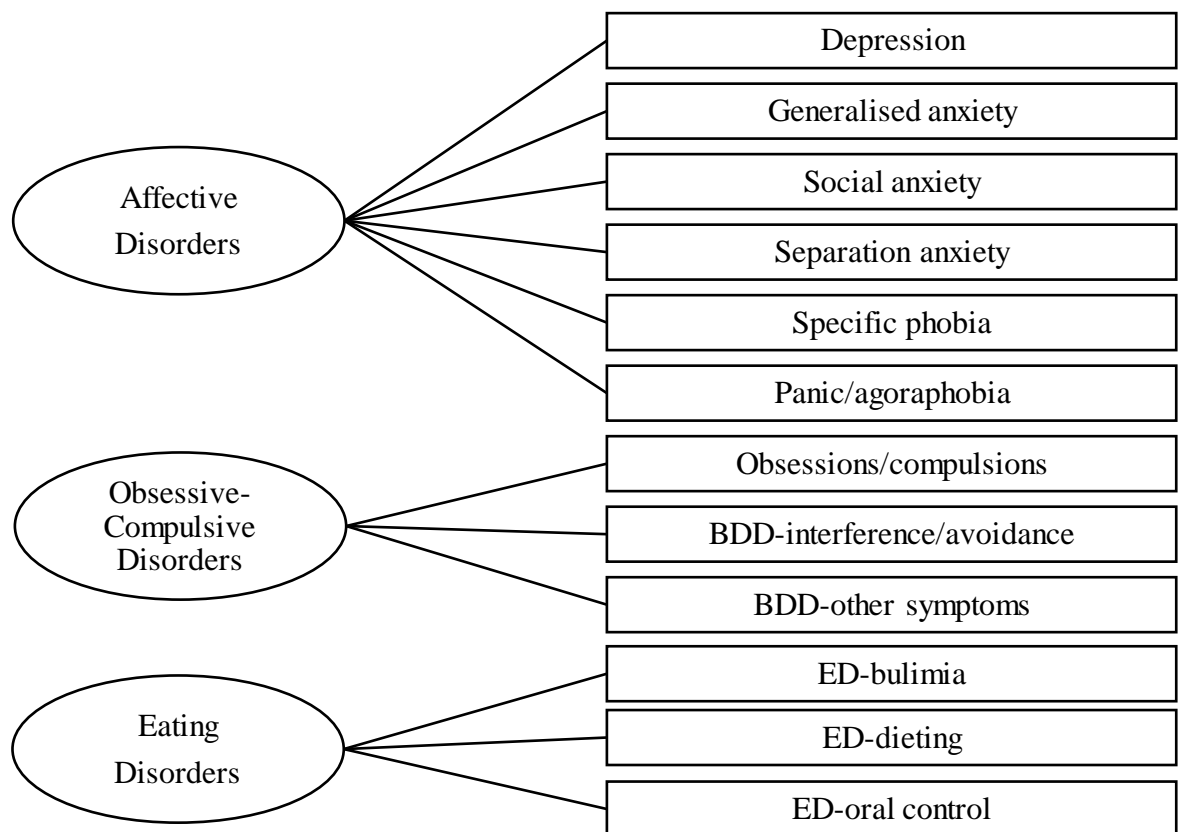 Affective
Disorders
Depression
Generalised anxiety
Social anxiety
Separation anxiety
Specific phobia
Panic/agoraphobia
Obsessive-
Compulsive
Disorders
Obsessions/compulsions
BDD-interference/avoidance
BDD-other symptoms
Eating
Disorders
ED-bulimia
ED-dieting
ED-oral control